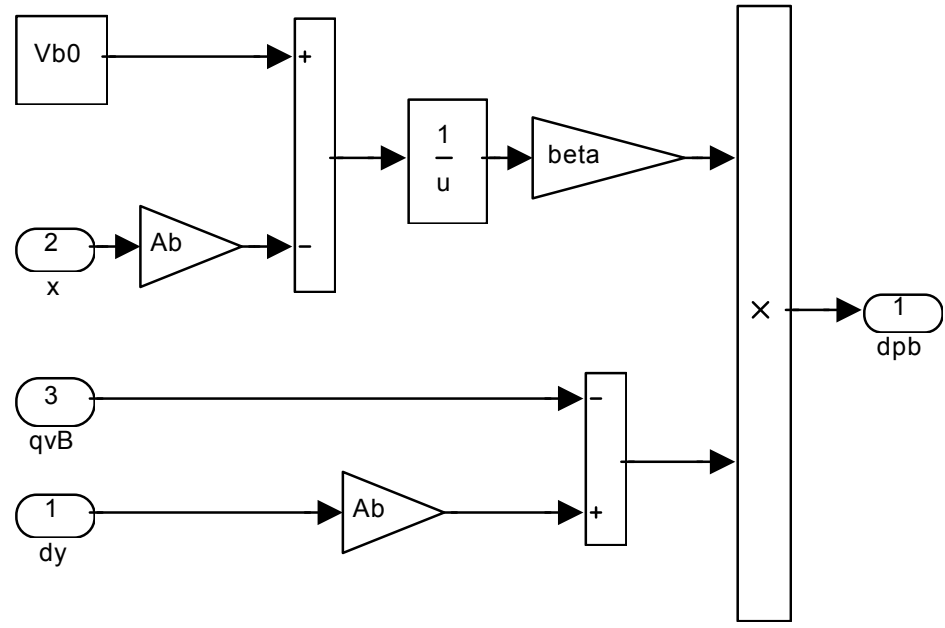 Vb0
+
1
u
beta
2
Ab
−
x
×
1
dpb
3
−
qvB
1
Ab
+
dy